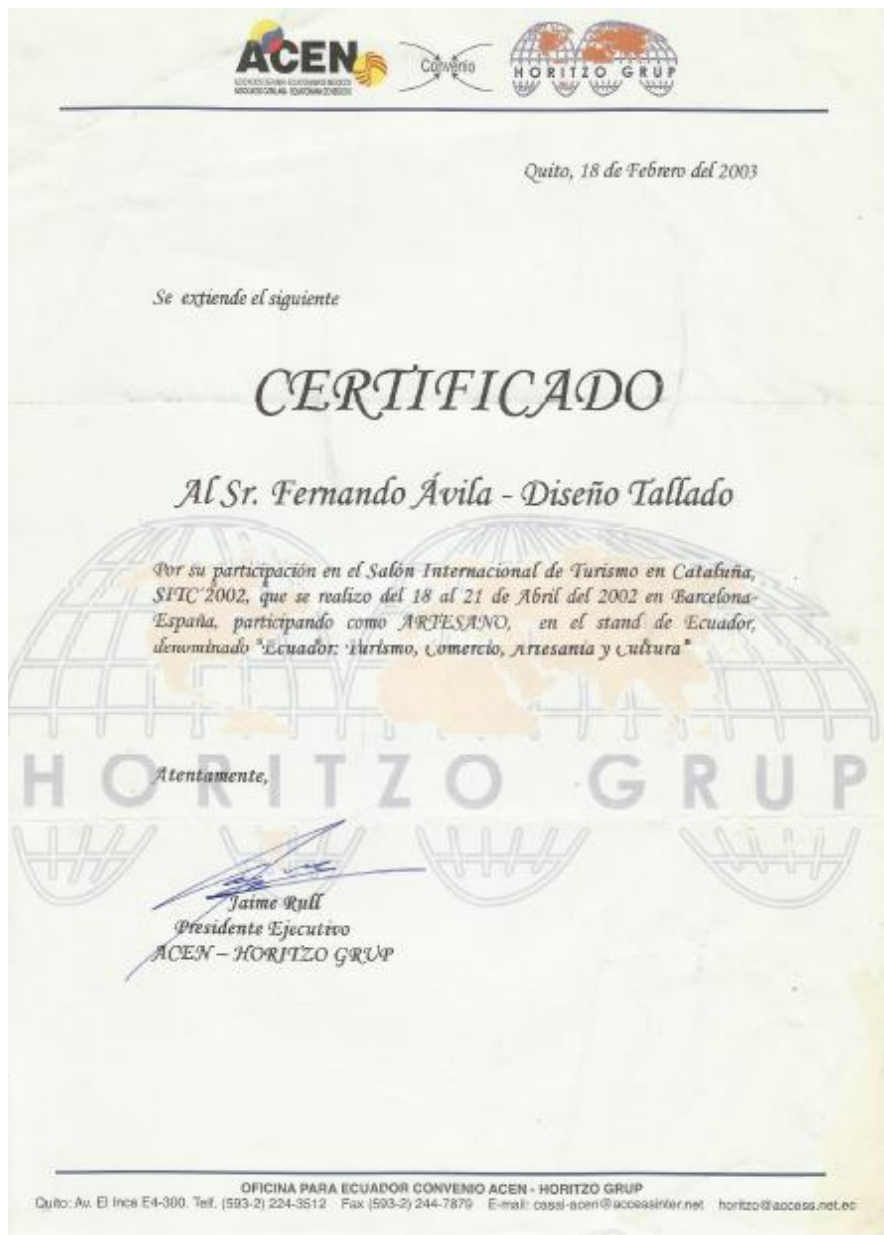 ACEN
Convenio
HORITZO GRUP
Quito, 18 de Febrero del 2003
Se extiende el siguiente
CERTIFICADO
Al Sr. Fernando Ávila - Diseño Tallado
Por su participación en el Salón Internacional de Turismo en Cataluña,
SITC 2002, que se realizo del 18 al 21 de Abril del 2002 en Barcelona-
España, participando como ARTESANO, en el stand de Ecuador,
denominado "Ecuador: Turismo, Comercio, Artesanía y Cultura"
HORITZO GRUP
Atentamente,
Jaime Rull
Presidente Ejecutivo
ACEN – HORITZO GRUP
OFICINA PARA ECUADOR CONVENIO ACEN - HORITZO GRUP
Quito: Av. El Inca E4-300. Telf. (593-2) 224-3512 Fax (593-2) 244-7879 E-mail: casal-acen@accessinter.net horitzo@access.net.ec